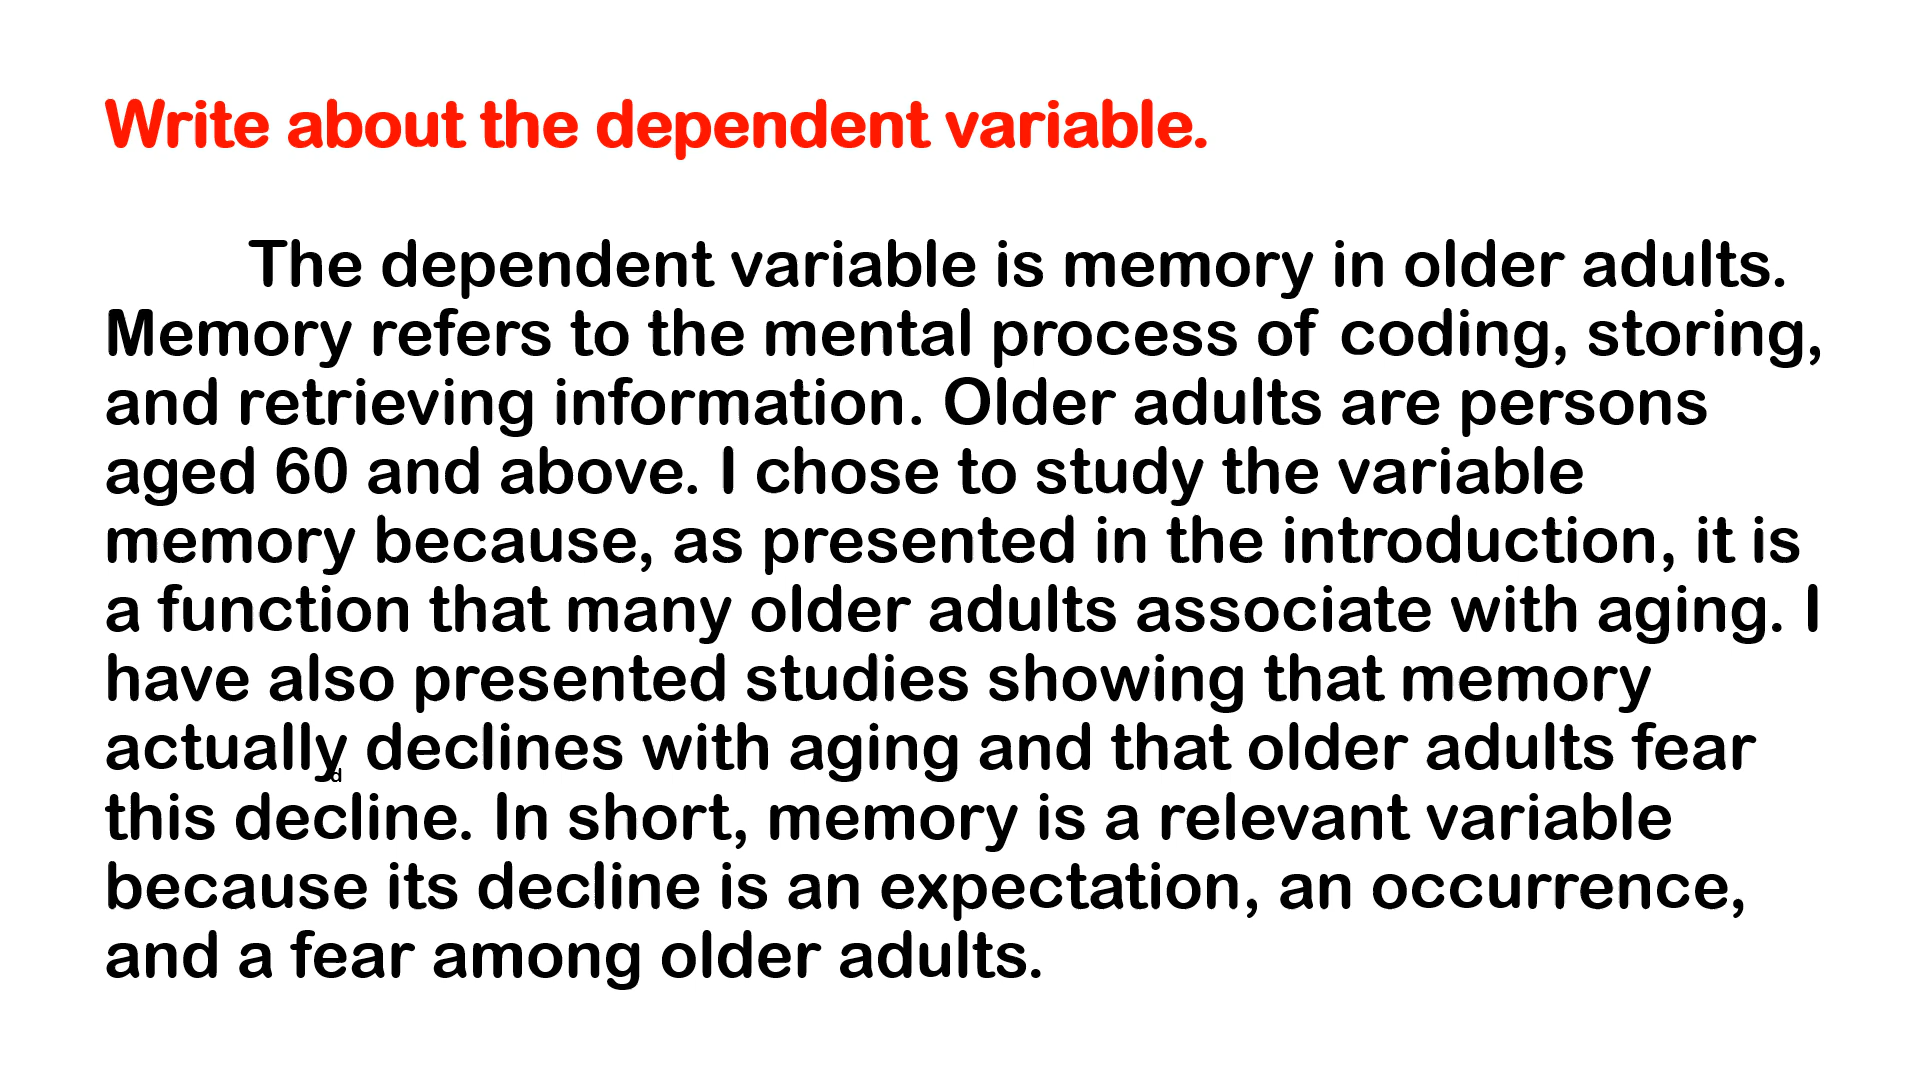 Write about the dependent variable.
The dependent variable is memory in older adults.
Memory refers to the mental process of coding, storing,
and retrieving information. Older adults are persons
aged 60 and above. I chose to study the variable
memory because, as presented in the introduction, it is
a function that many older adults associate with aging. I
have also presented studies showing that memory
actually declines with aging and that older adults fear
d
this decline. In short, memory is a relevant variable
because its decline is an expectation, an occurrence,
and a fear among older adults.